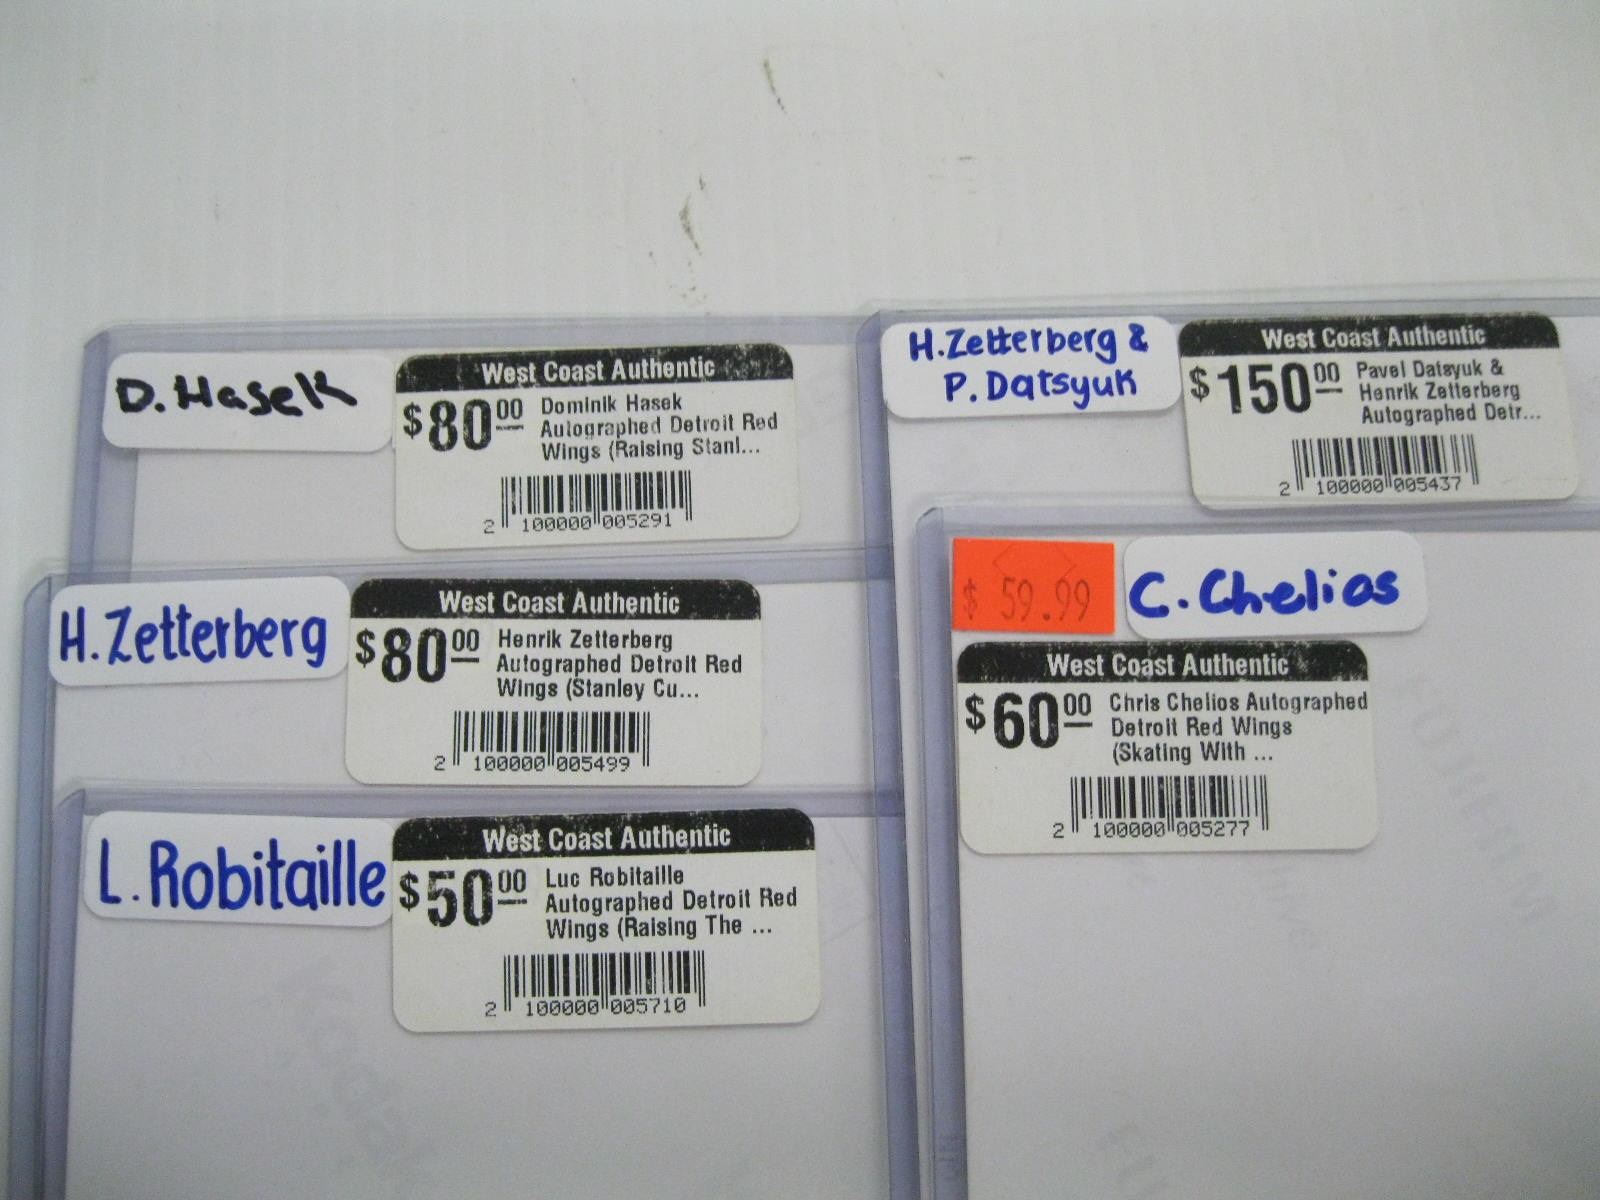 D. Hasek
West Coast Authentic
$80.00
Dominik Hasek
Autographed Detroit Red
Wings (Raising Stanl...
2 100000 005291
H. Zetterberg
West Coast Authentic
$80.00
Henrik Zetterberg
Autographed Detroit Red
Wings (Stanley Cu...
2 100000 005499
L. Robitaille
West Coast Authentic
$50.00
Luc Robitaille
Autographed Detroit Red
Wings (Raising The ...
2 100000 005710
H. Zetterberg &
P. Datsyuk
West Coast Authentic
$150.00
Pavel Datsyuk &
Henrik Zetterberg
Autographed Detr...
2 100000 005437
$ 59.99
C. Chelios
West Coast Authentic
$60.00
Chris Chelios Autographed
Detroit Red Wings
(Skating With ...
2 100000 005277